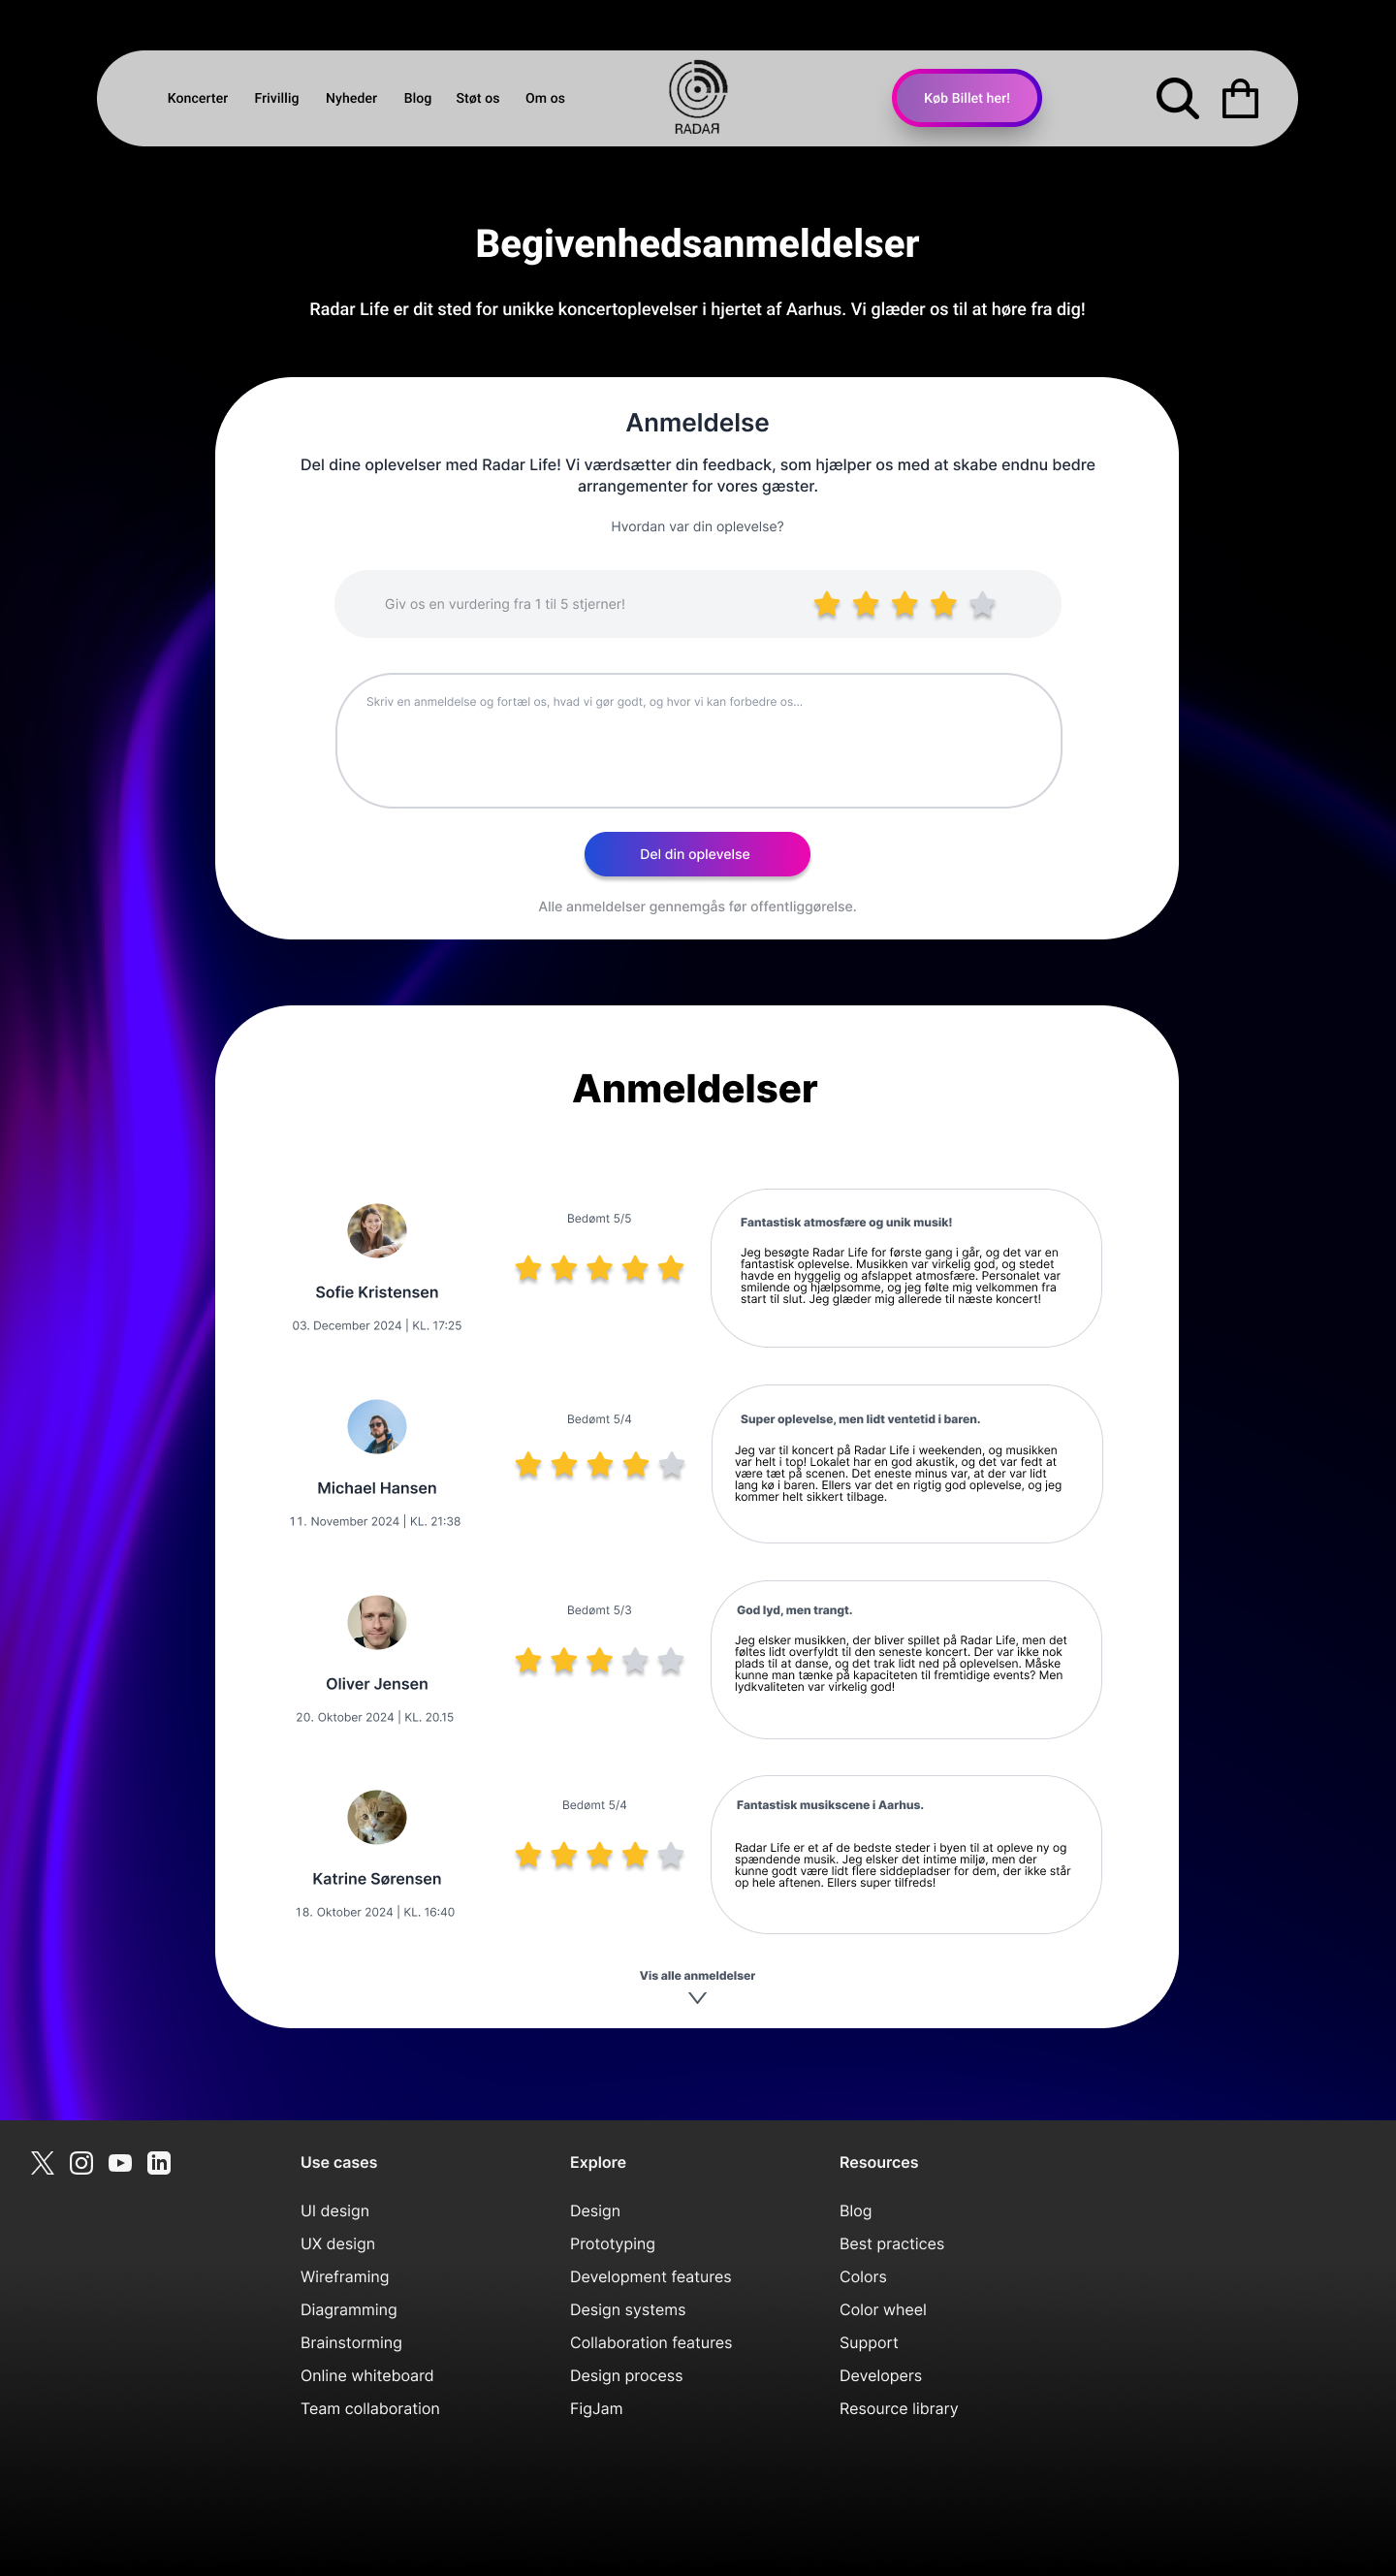 Koncerter Frivillig Nyheder Blog Støt os Om os
RADAЯ
Køb Billet her!
Begivenhedsanmeldelser
Radar Life er dit sted for unikke koncertoplevelser i hjertet af Aarhus. Vi glæder os til at høre fra dig!
Anmeldelse
Del dine oplevelser med Radar Life! Vi værdsætter din feedback, som hjælper os med at skabe endnu bedre
arrangementer for vores gæster.
Hvordan var din oplevelse?
Giv os en vurdering fra 1 til 5 stjerner!
Skriv en anmeldelse og fortæl os, hvad vi gør godt, og hvor vi kan forbedre os...
Del din oplevelse
Alle anmeldelser gennemgås før offentliggørelse.
Anmeldelser
Sofie Kristensen
03. December 2024 | KL. 17:25
Bedømt 5/5
Fantastisk atmosfære og unik musik!
Jeg besøgte Radar Life for første gang i går, og det var en
fantastisk oplevelse. Musikken var virkelig god, og stedet
havde en hyggelig og afslappet atmosfære. Personalet var
smilende og hjælpsomme, og jeg følte mig velkommen fra
start til slut. Jeg glæder mig allerede til næste koncert!
Michael Hansen
11. November 2024 | KL. 21:38
Bedømt 5/4
Super oplevelse, men lidt ventetid i baren.
Jeg var til koncert på Radar Life i weekenden, og musikken
var helt i top! Lokalet har en god akustik, og det var fedt at
være tæt på scenen. Det eneste minus var, at der var lidt
lang kø i baren. Ellers var det en rigtig god oplevelse, og jeg
kommer helt sikkert tilbage.
Oliver Jensen
20. Oktober 2024 | KL. 20.15
Bedømt 5/3
God lyd, men trangt.
Jeg elsker musikken, der bliver spillet på Radar Life, men det
føltes lidt overfyldt til den seneste koncert. Der var ikke nok
plads til at danse, og det trak lidt ned på oplevelsen. Måske
kunne man tænke på kapaciteten til fremtidige events? Men
lydkvaliteten var virkelig god!
Katrine Sørensen
18. Oktober 2024 | KL. 16:40
Bedømt 5/4
Fantastisk musikscene i Aarhus.
Radar Life er et af de bedste steder i byen til at opleve ny og
spændende musik. Jeg elsker det intime miljø, men der
kunne godt være lidt flere siddepladser for dem, der ikke står
op hele aftenen. Ellers super tilfreds!
Vis alle anmeldelser
Use cases
UI design
UX design
Wireframing
Diagramming
Brainstorming
Online whiteboard
Team collaboration
Explore
Design
Prototyping
Development features
Design systems
Collaboration features
Design process
FigJam
Resources
Blog
Best practices
Colors
Color wheel
Support
Developers
Resource library